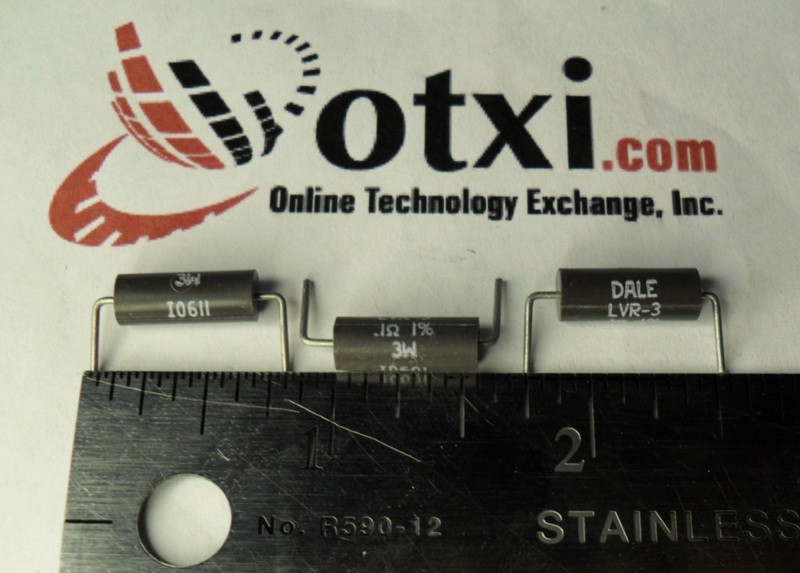 otxi.com
Online Technology Exchange, Inc.
3W
I0611
.1Ω 1%
3W
DALE
LVR-3
1
2
No. R590-12
STAINLESS